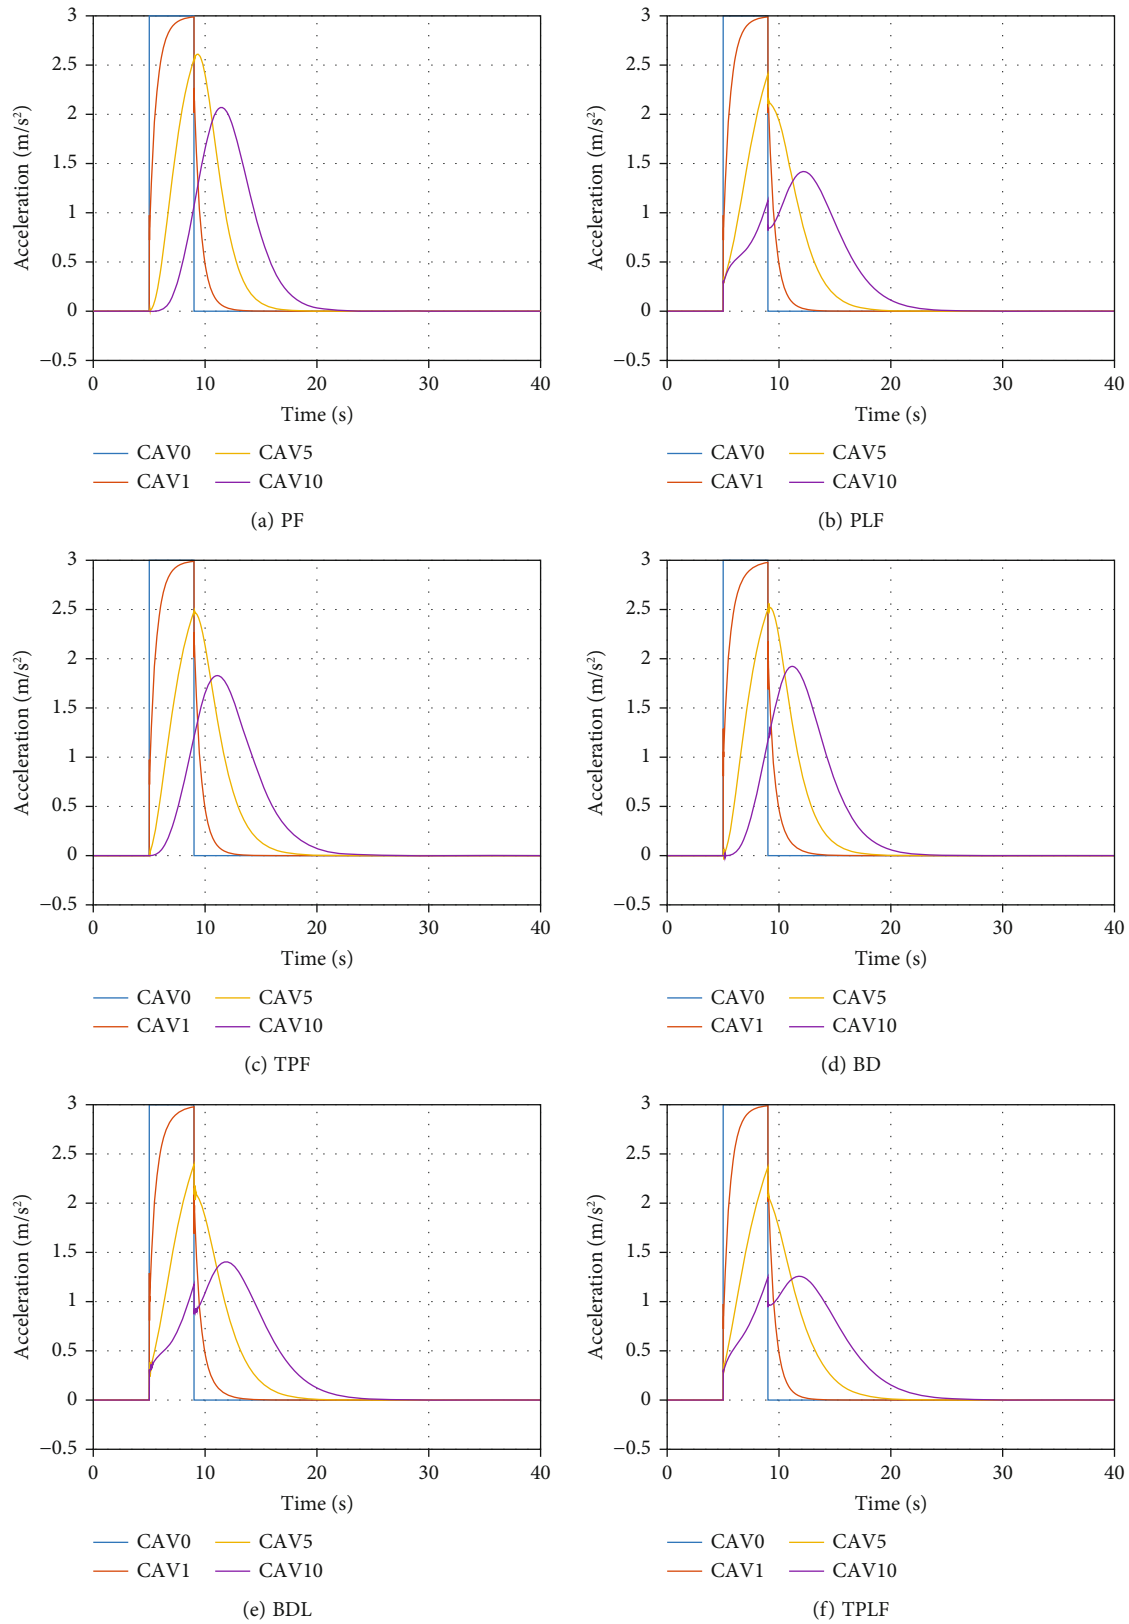 3
2.5
2
1.5
1
0.5
0
−0.5
Acceleration (m/s²)
0 10 20 30 40
Time (s)
CAV0 CAV5
CAV1 CAV10
(a) PF
3
2.5
2
1.5
1
0.5
0
−0.5
Acceleration (m/s²)
0 10 20 30 40
Time (s)
CAV0 CAV5
CAV1 CAV10
(b) PLF
3
2.5
2
1.5
1
0.5
0
−0.5
Acceleration (m/s²)
0 10 20 30 40
Time (s)
CAV0 CAV5
CAV1 CAV10
(c) TPF
3
2.5
2
1.5
1
0.5
0
−0.5
Acceleration (m/s²)
0 10 20 30 40
Time (s)
CAV0 CAV5
CAV1 CAV10
(d) BD
3
2.5
2
1.5
1
0.5
0
−0.5
Acceleration (m/s²)
0 10 20 30 40
Time (s)
CAV0 CAV5
CAV1 CAV10
(e) BDL
3
2.5
2
1.5
1
0.5
0
−0.5
Acceleration (m/s²)
0 10 20 30 40
Time (s)
CAV0 CAV5
CAV1 CAV10
(f) TPLF